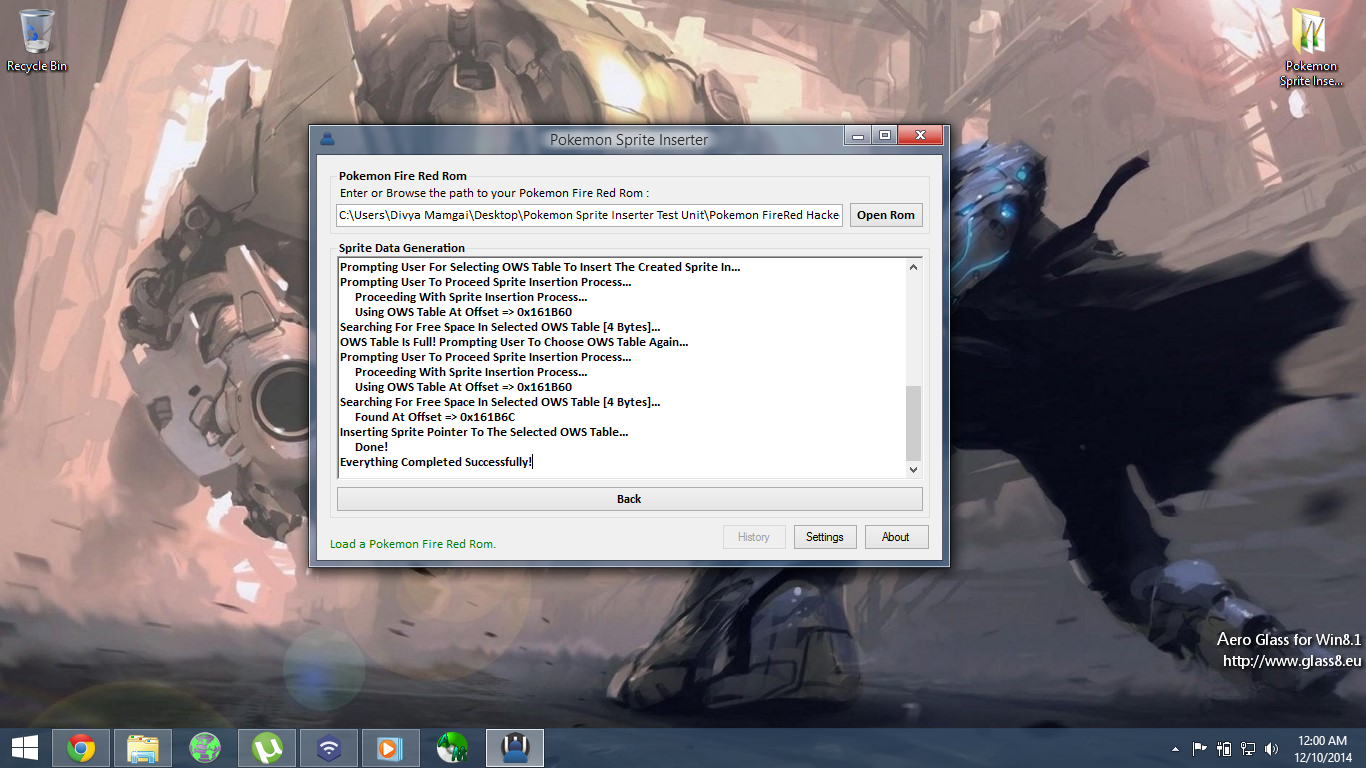 Recycle Bin
Pokemon
Sprite Inse...
Pokemon Sprite Inserter
Pokemon Fire Red Rom
Enter or Browse the path to your Pokemon Fire Red Rom :
C:\Users\Divya Mamgai\Desktop\Pokemon Sprite Inserter Test Unit\Pokemon FireRed Hacke
Open Rom
Sprite Data Generation
Prompting User For Selecting OWS Table To Insert The Created Sprite In...
Prompting User To Proceed Sprite Insertion Process...
Proceeding With Sprite Insertion Process...
Using OWS Table At Offset => 0x161B60
Searching For Free Space In Selected OWS Table [4 Bytes]...
OWS Table Is Full! Prompting User To Choose OWS Table Again...
Prompting User To Proceed Sprite Insertion Process...
Proceeding With Sprite Insertion Process...
Using OWS Table At Offset => 0x161B60
Searching For Free Space In Selected OWS Table [4 Bytes]...
Found At Offset => 0x161B6C
Inserting Sprite Pointer To The Selected OWS Table...
Done!
Everything Completed Successfully!
Back
Load a Pokemon Fire Red Rom.
History
Settings
About
Aero Glass for Win8.1
http://www.glass8.eu
12:00 AM
12/10/2014